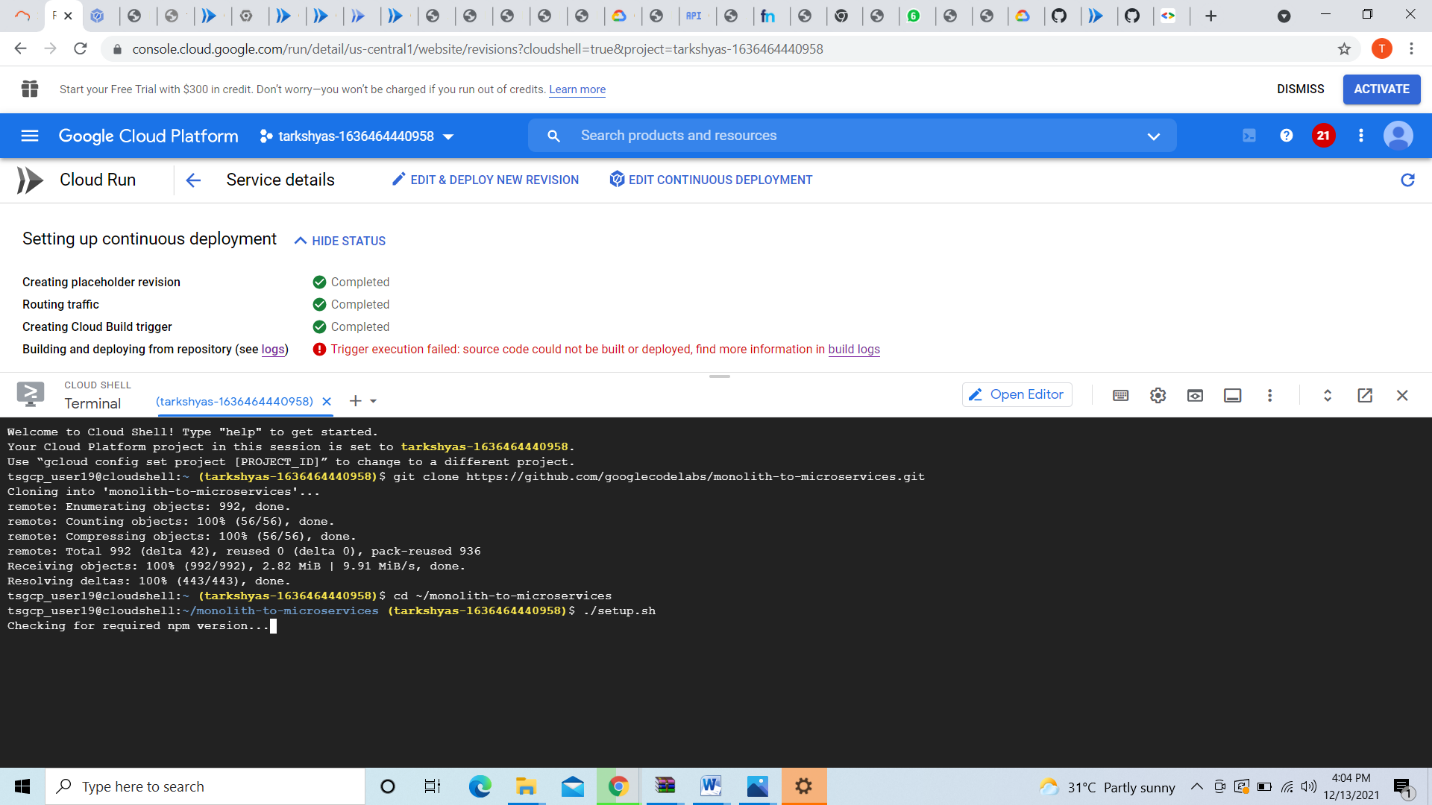 F
API
fn
6
console.cloud.google.com/run/detail/us-central1/website/revisions?cloudshell=true&project=tarkshyas-1636464440958
T
Start your Free Trial with $300 in credit. Don't worry—you won't be charged if you run out of credits. Learn more
DISMISS
ACTIVATE
Google Cloud Platform
tarkshyas-1636464440958
Search products and resources
21
Cloud Run
Service details
EDIT & DEPLOY NEW REVISION
EDIT CONTINUOUS DEPLOYMENT
Setting up continuous deployment
HIDE STATUS
Creating placeholder revision Completed
Routing traffic Completed
Creating Cloud Build trigger Completed
Building and deploying from repository (see logs) Trigger execution failed: source code could not be built or deployed, find more information in build logs
CLOUD SHELL
Terminal
(tarkshyas-1636464440958)
Open Editor
Welcome to Cloud Shell! Type "help" to get started.
Your Cloud Platform project in this session is set to tarkshyas-1636464440958.
Use “gcloud config set project [PROJECT_ID]” to change to a different project.
tsgcp_user19@cloudshell:~ (tarkshyas-1636464440958)$ git clone https://github.com/googlecodelabs/monolith-to-microservices.git
Cloning into 'monolith-to-microservices'...
remote: Enumerating objects: 992, done.
remote: Counting objects: 100% (56/56), done.
remote: Compressing objects: 100% (56/56), done.
remote: Total 992 (delta 42), reused 0 (delta 0), pack-reused 936
Receiving objects: 100% (992/992), 2.82 MiB | 9.91 MiB/s, done.
Resolving deltas: 100% (443/443), done.
tsgcp_user19@cloudshell:~ (tarkshyas-1636464440958)$ cd ~/monolith-to-microservices
tsgcp_user19@cloudshell:~/monolith-to-microservices (tarkshyas-1636464440958)$ ./setup.sh
Checking for required npm version...
Type here to search
31°C Partly sunny
4:04 PM
12/13/2021
1